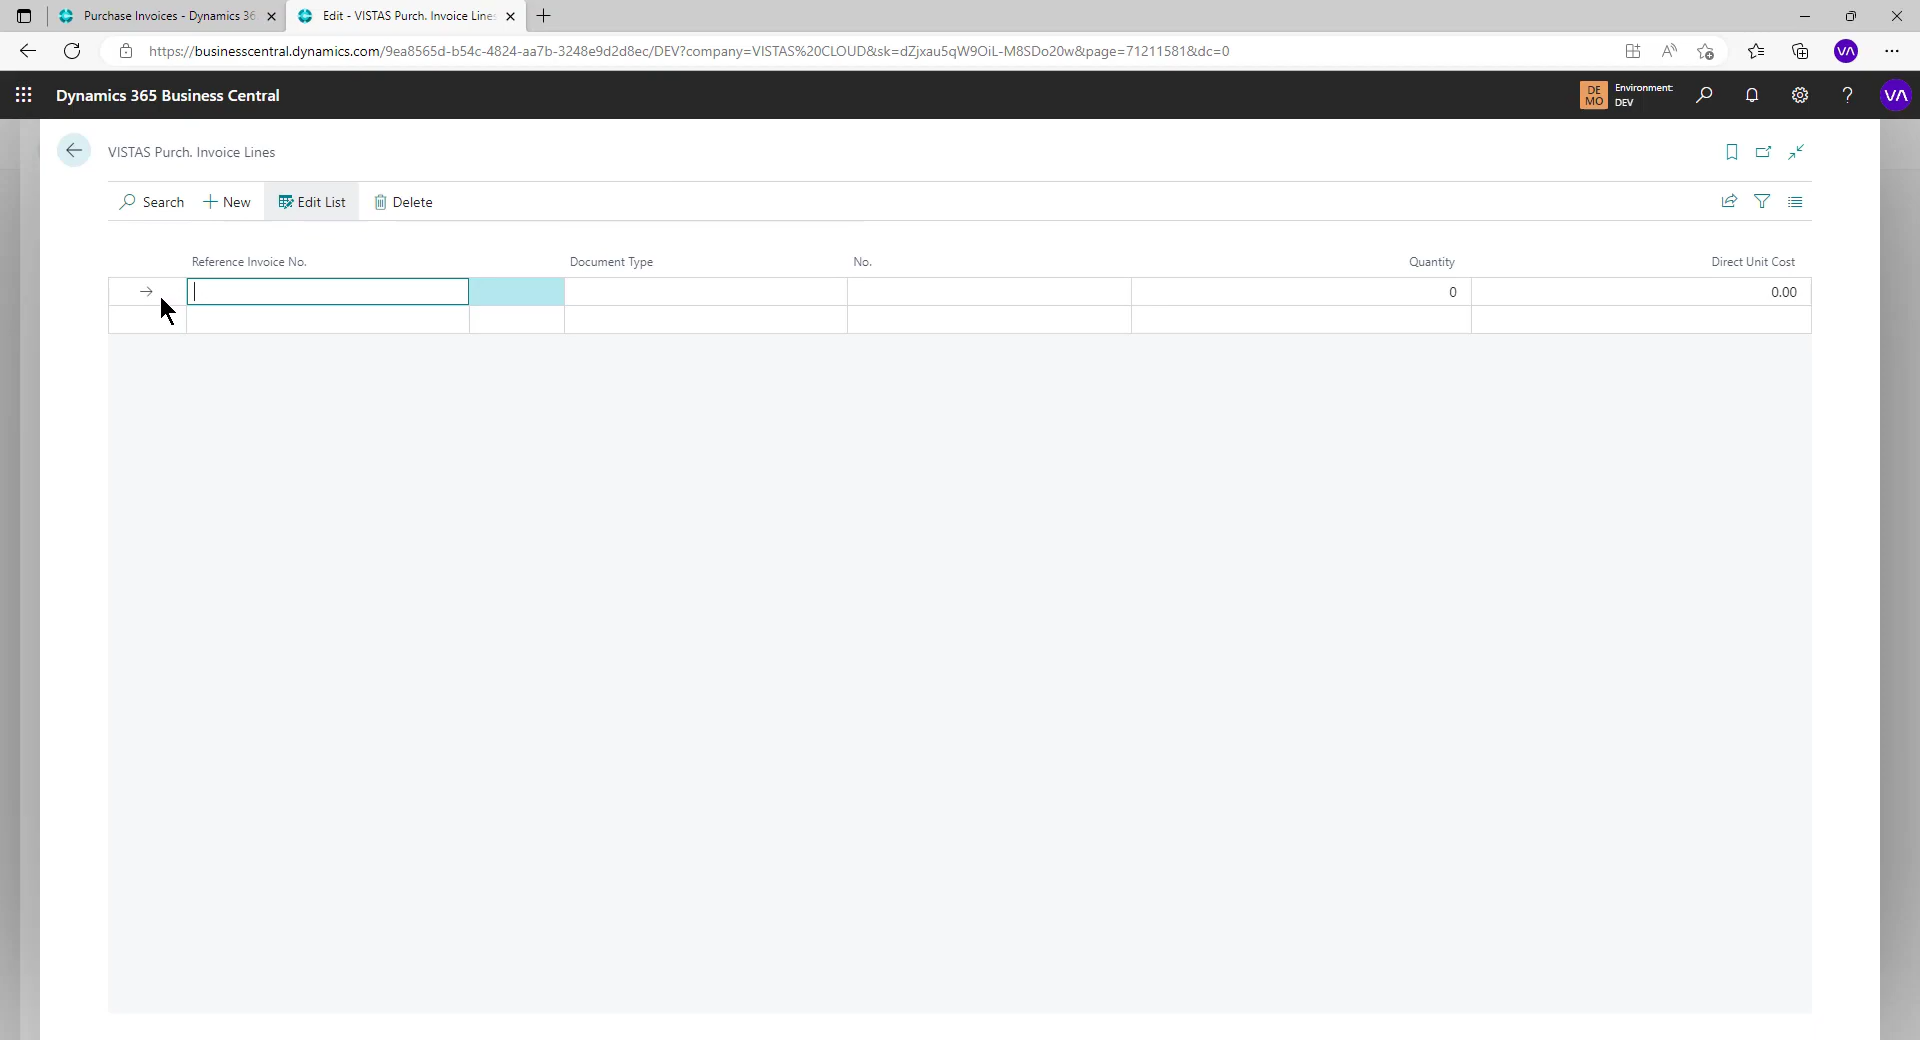 Purchase Invoices - Dynamics 36
Edit - VISTAS Purch. Invoice Lines
https://businesscentral.dynamics.com/9ea8565d-b54c-4824-aa7b-3248e9d2d8ec/DEV?company=VISTAS%20CLOUD&sk=dZjxau5qW9OiL-M8SDo20w&page=71211581&dc=0
VΛ
Dynamics 365 Business Central
DE MO
Environment:
DEV
VΛ
VISTAS Purch. Invoice Lines
Search New Edit List Delete
Reference Invoice No. Document Type No. Quantity Direct Unit Cost
0 0.00